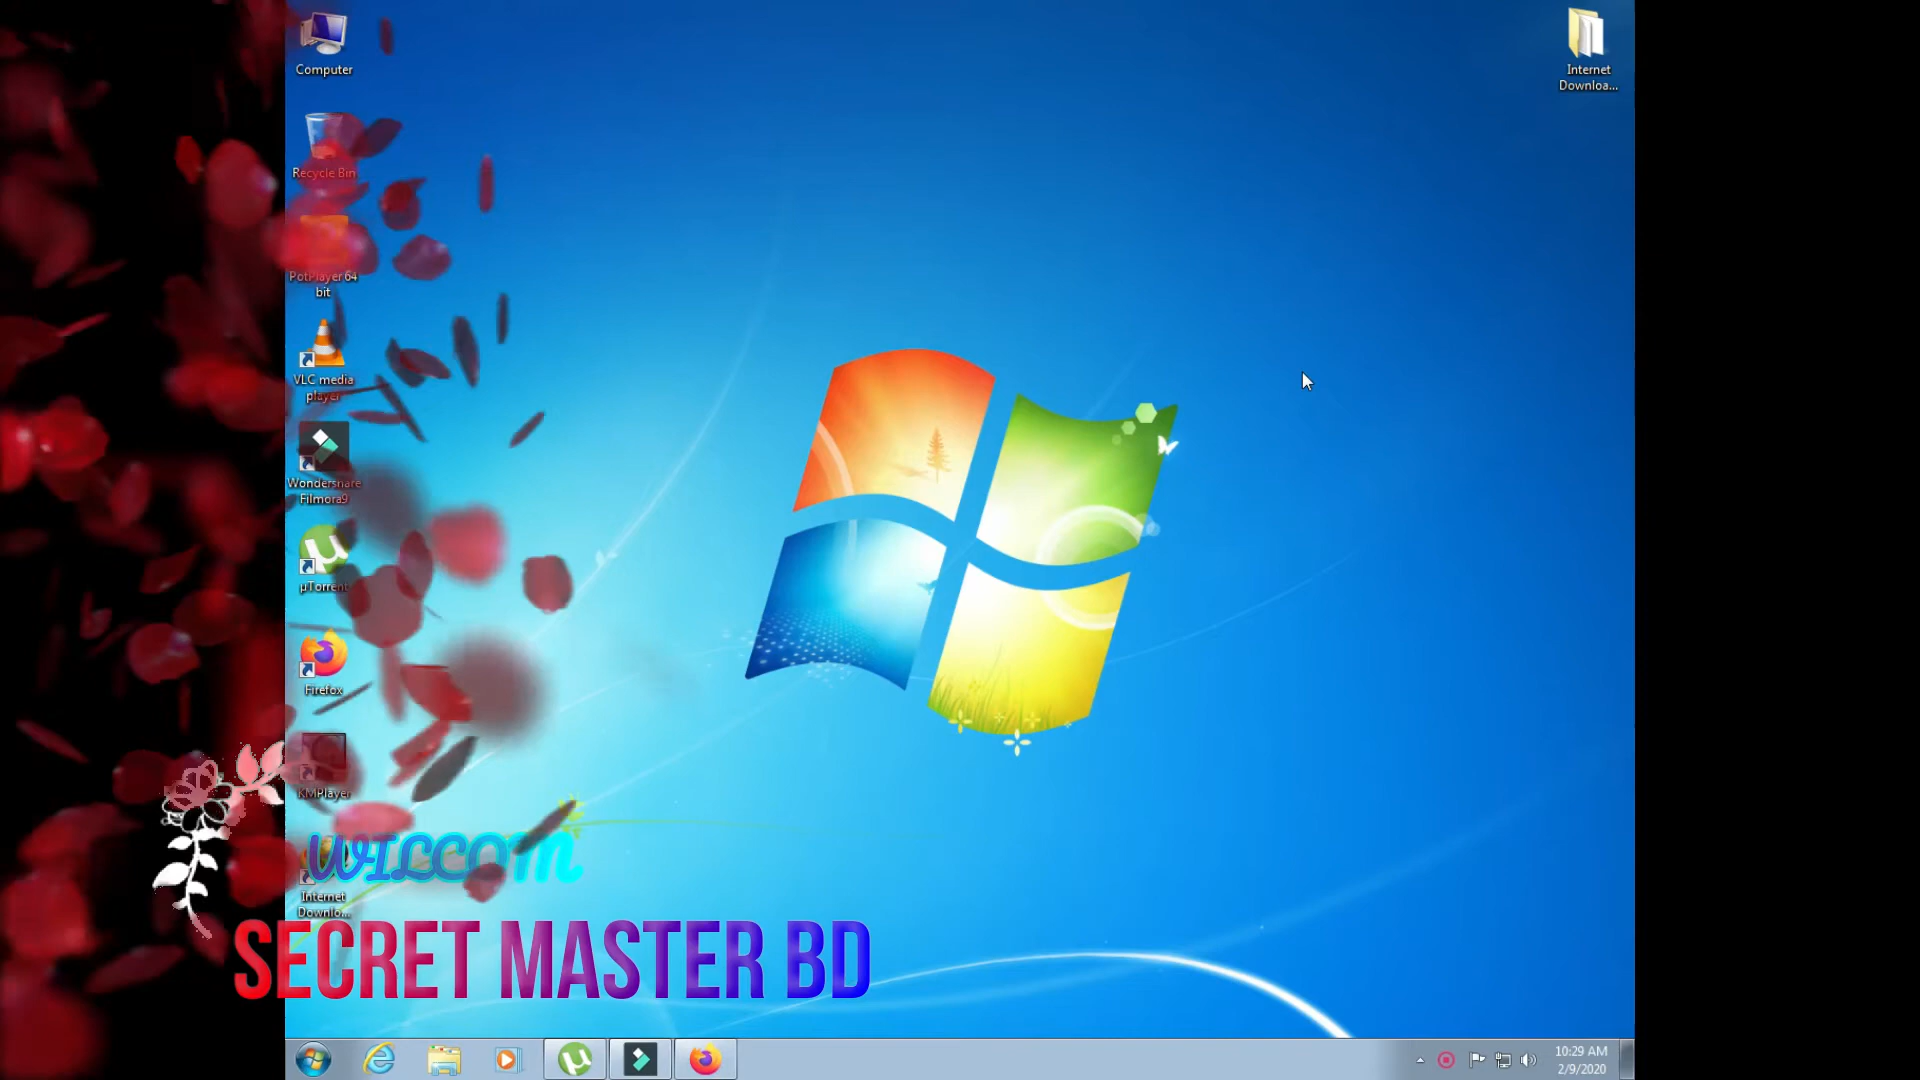 Computer
Recycle Bin
PotPlayer 64
bit
VLC media
player
Wondershare
Filmora9
µTorrent
Firefox
KMPlayer
Internet
Downlo...
Internet
Downloa...
WILCOM
SECRET MASTER BD
10:29 AM
2/9/2020